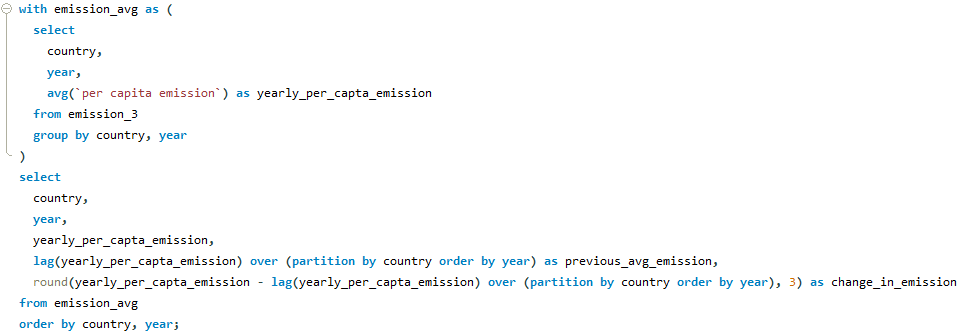 with emission_avg as (
select
country,
year,
avg(`per capita emission`) as yearly_per_capta_emission
from emission_3
group by country, year
)
select
country,
year,
yearly_per_capta_emission,
lag(yearly_per_capta_emission) over (partition by country order by year) as previous_avg_emission,
round(yearly_per_capta_emission - lag(yearly_per_capta_emission) over (partition by country order by year), 3) as change_in_emission
from emission_avg
order by country, year;